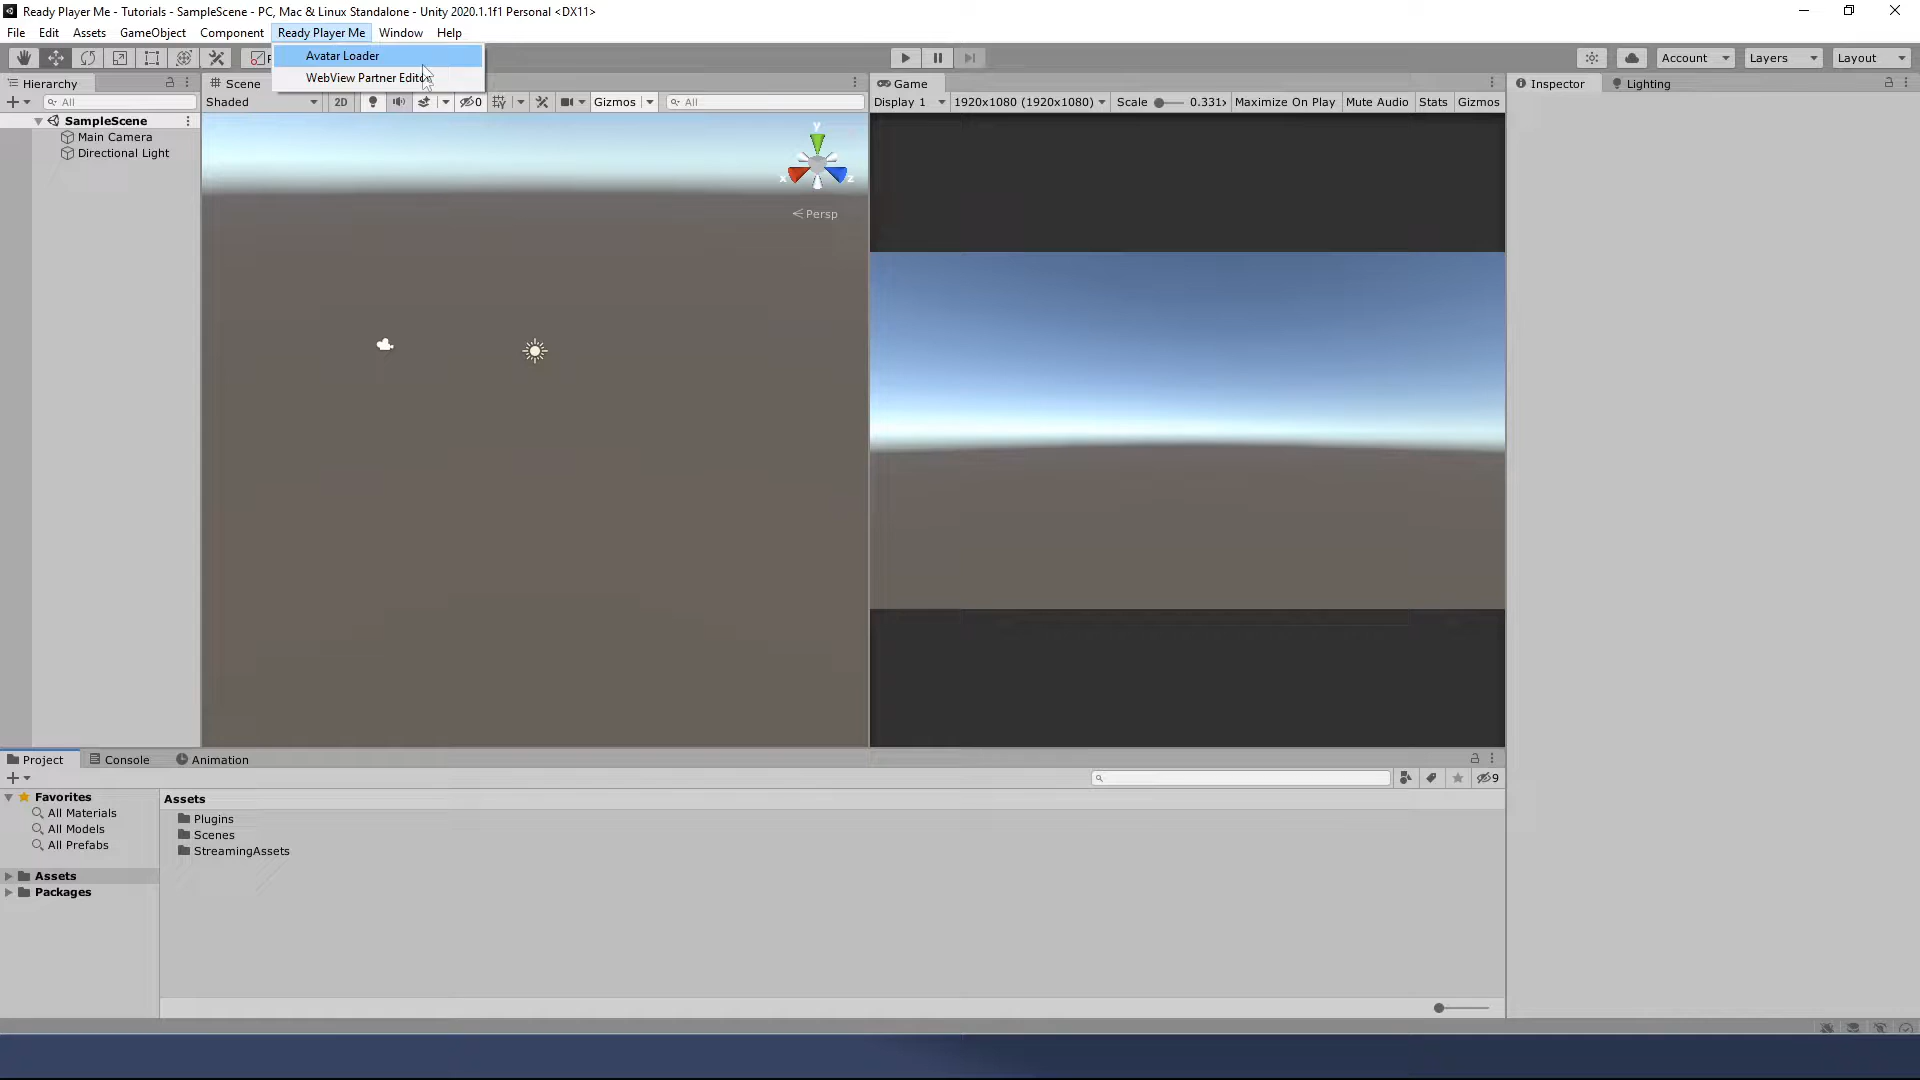 Ready Player Me - Tutorials - SampleScene - PC, Mac & Linux Standalone - Unity 2020.1.1f1 Personal <DX11>
File Edit Assets GameObject Component Ready Player Me Window Help
Avatar Loader
WebView Partner Editor
Account Layers Layout
Hierarchy
All
SampleScene
Main Camera
Directional Light
Scene
Shaded 2D 0 Gizmos All
y
x z
Persp
Game
Display 1 1920x1080 (1920x1080) Scale 0.331x Maximize On Play Mute Audio Stats Gizmos
Inspector Lighting
Project Console Animation
9
Favorites
All Materials
All Models
All Prefabs
Assets
Packages
Assets
Plugins
Scenes
StreamingAssets